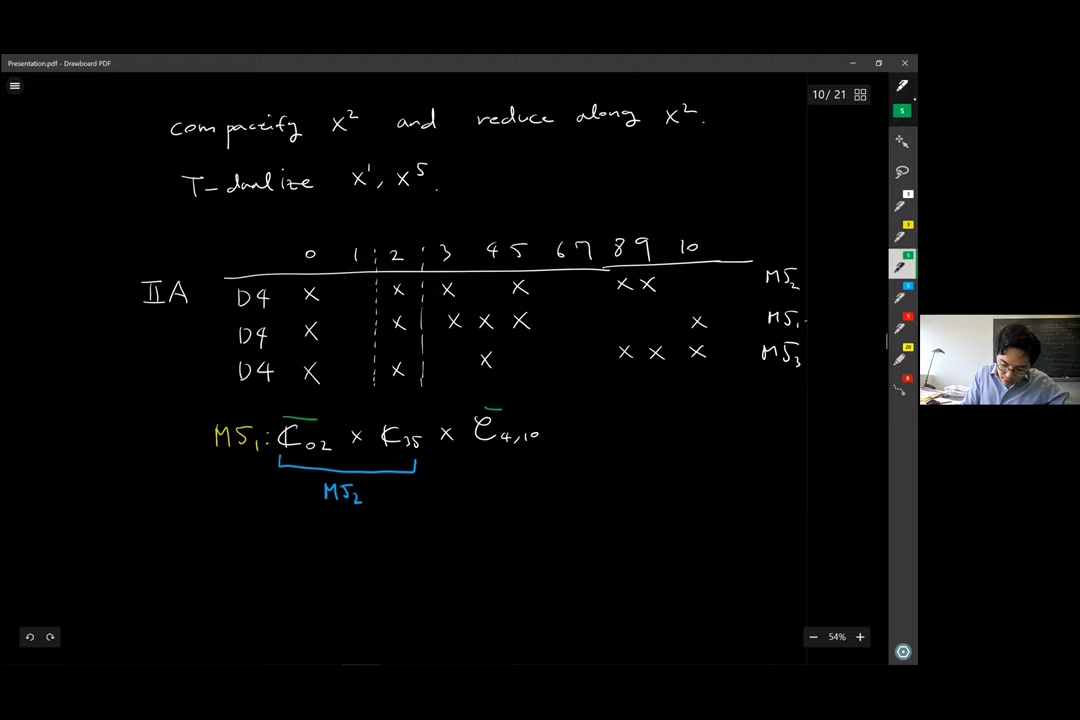 Presentation.pdf - Drawboard PDF
10 / 21
compactify x² and reduce along x².
T-dualize x¹, x⁵.
0 1 2 3 4 5 6 7 8 9 10
IIA D4 x x x x x x M5₂
D4 x x x x x x M5₁
D4 x x x x x x M5₃
M5₁: ℂ₀₂ × ℂ₃₅ × C₄,₁₀
M5₂
54%